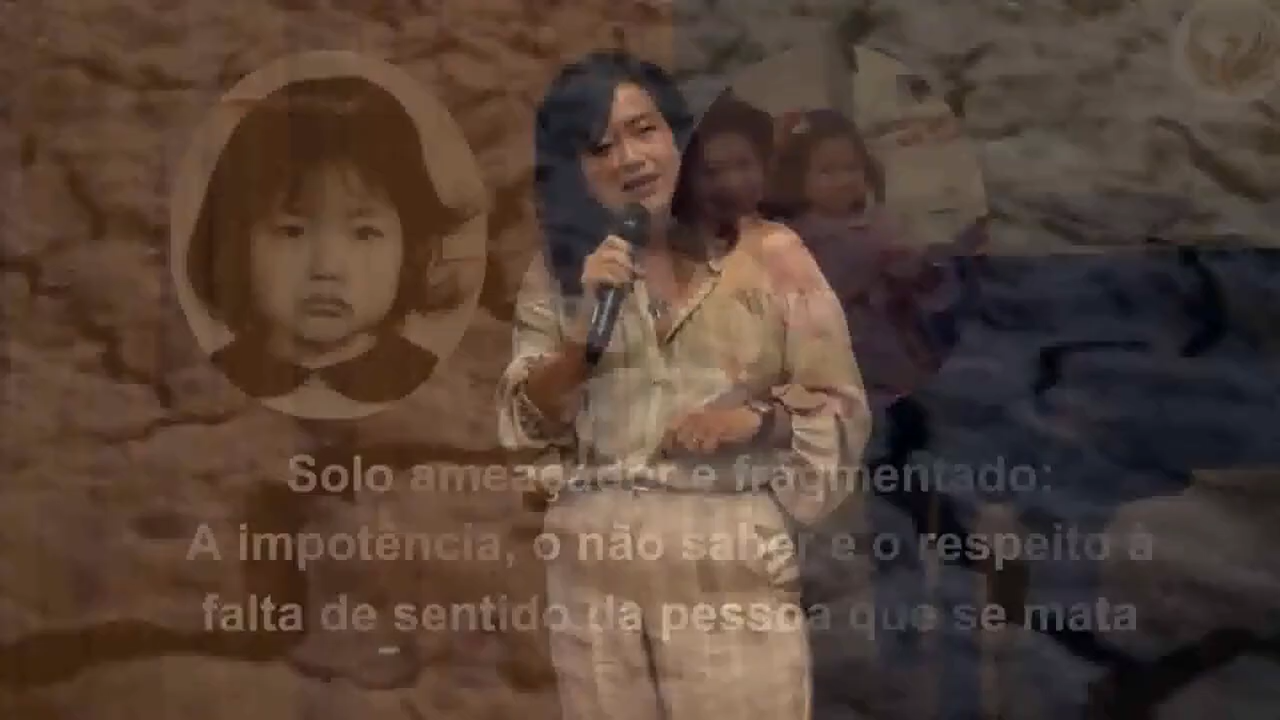 Solo ameaçador e fragmentado:
A impotência, o não saber e o respeito à
falta de sentido da pessoa que se mata